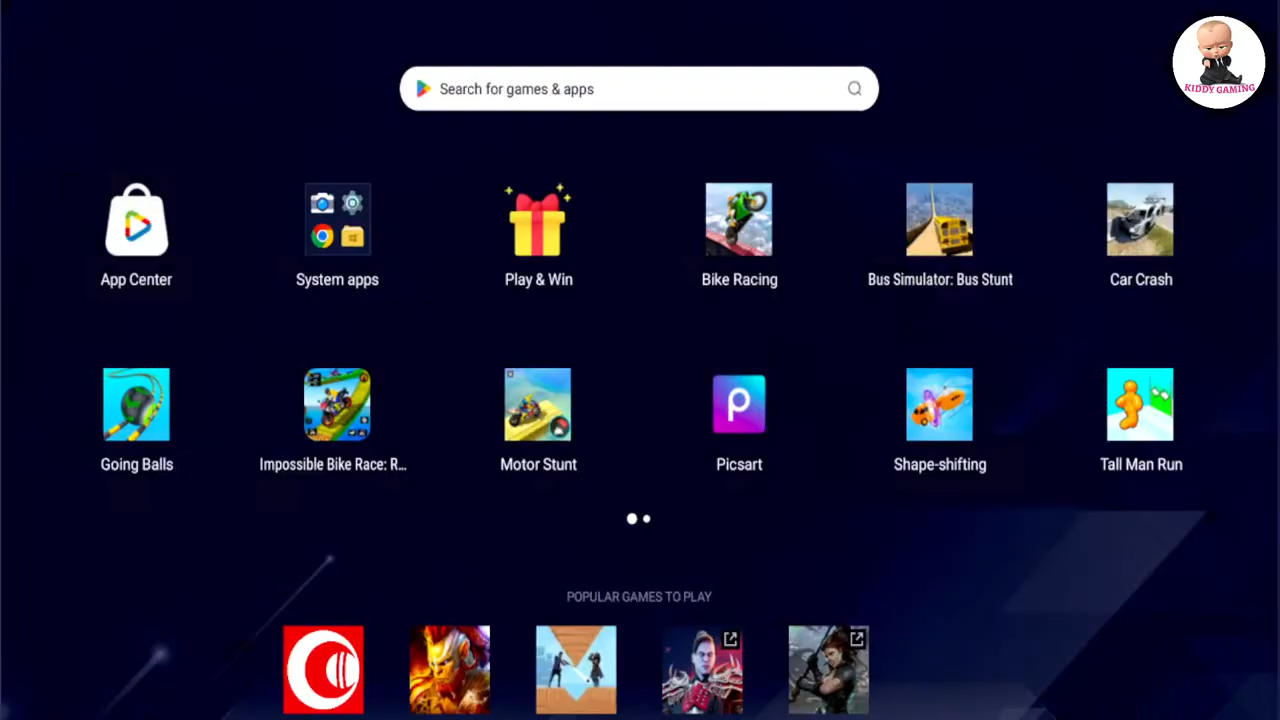 Search for games & apps
KIDDY GAMING
App Center
System apps
Play & Win
Bike Racing
Bus Simulator: Bus Stunt
Car Crash
Going Balls
Impossible Bike Race: R...
Motor Stunt
Picsart
Shape-shifting
Tall Man Run
POPULAR GAMES TO PLAY